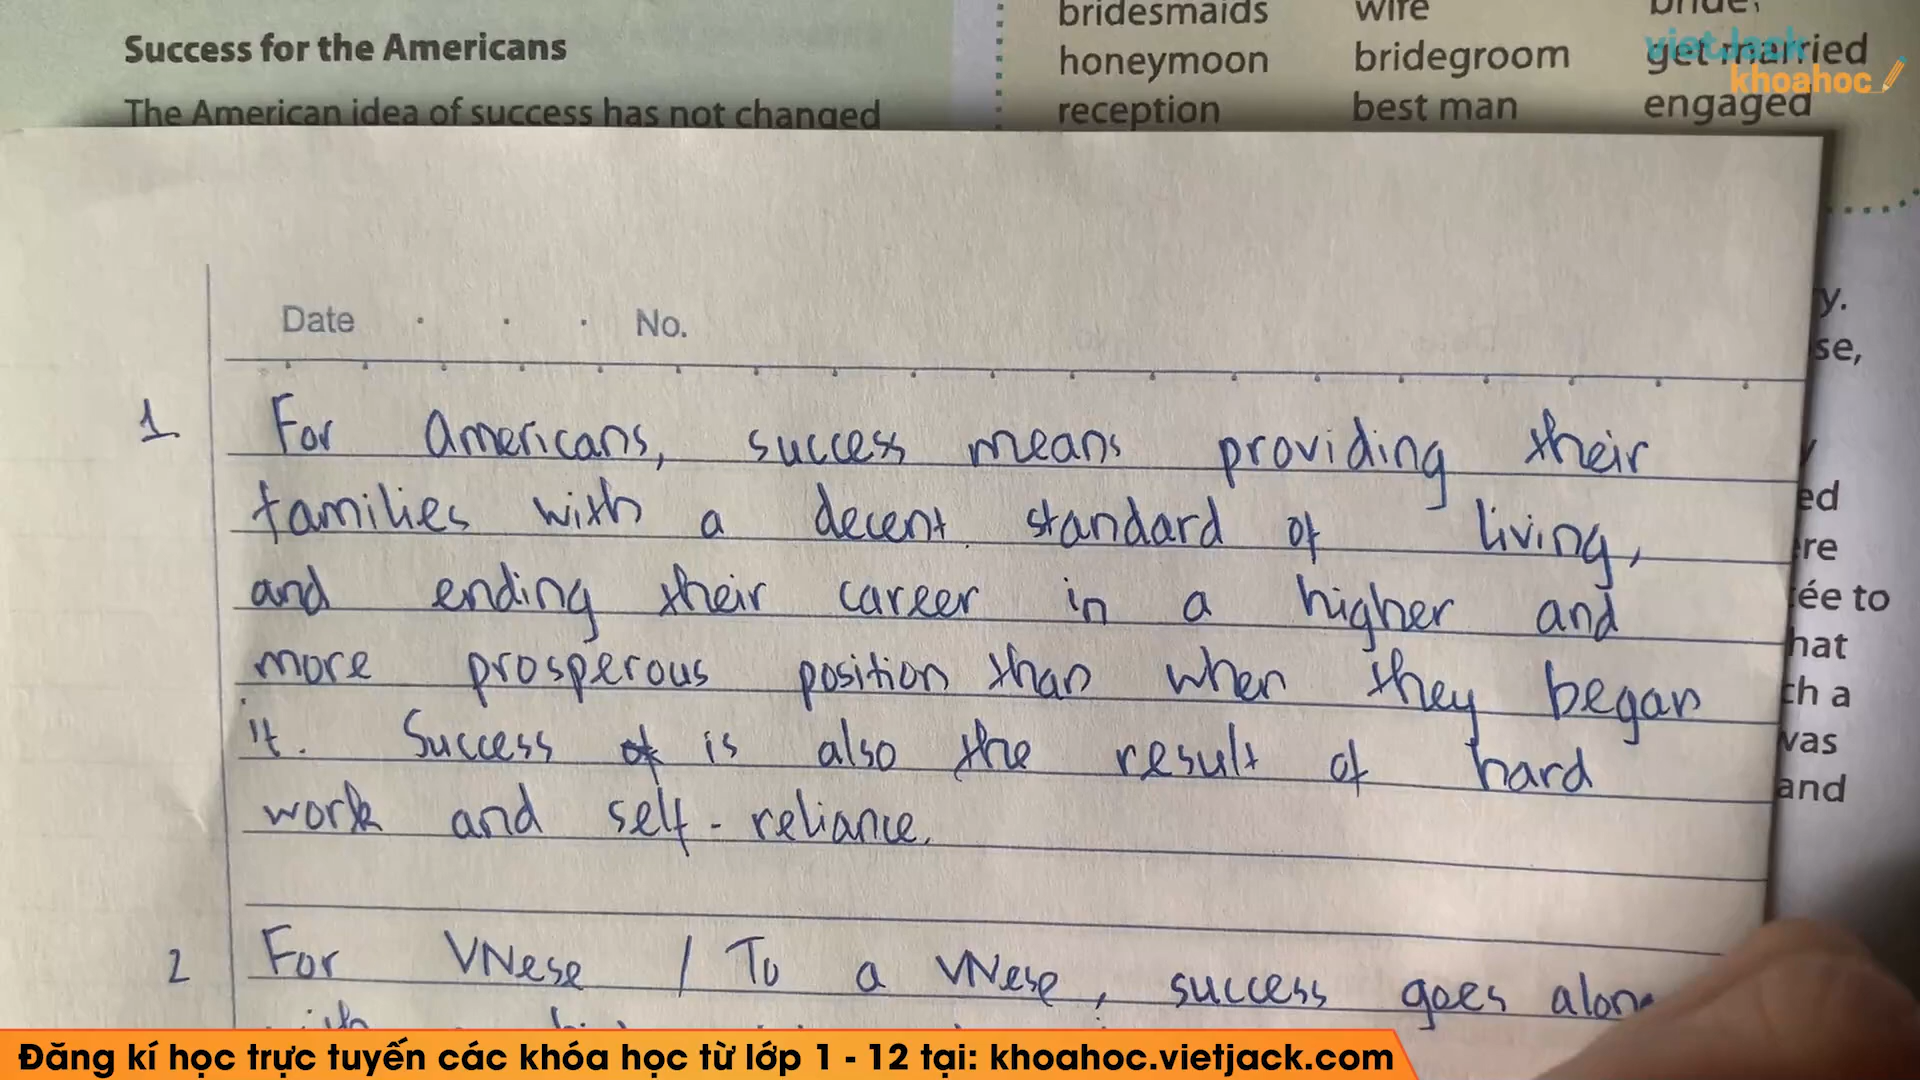 Success for the Americans
The American idea of success has not changed
bridesmaids wife
honeymoon bridegroom get married
reception best man engaged
vietJack
khoahoc
y.
se,
Date No.
1 For Americans, success means providing their
families with a decent standard of living,
and ending their career in a higher and
more prosperous position than when they began
it. Success is also the result of hard
work and self-reliance.
2 For VNese / To a VNese, success goes along
ed
ere
ée to
hat
ch a
was
and
Đăng kí học trực tuyến các khóa học từ lớp 1 - 12 tại: khoahoc.vietjack.com